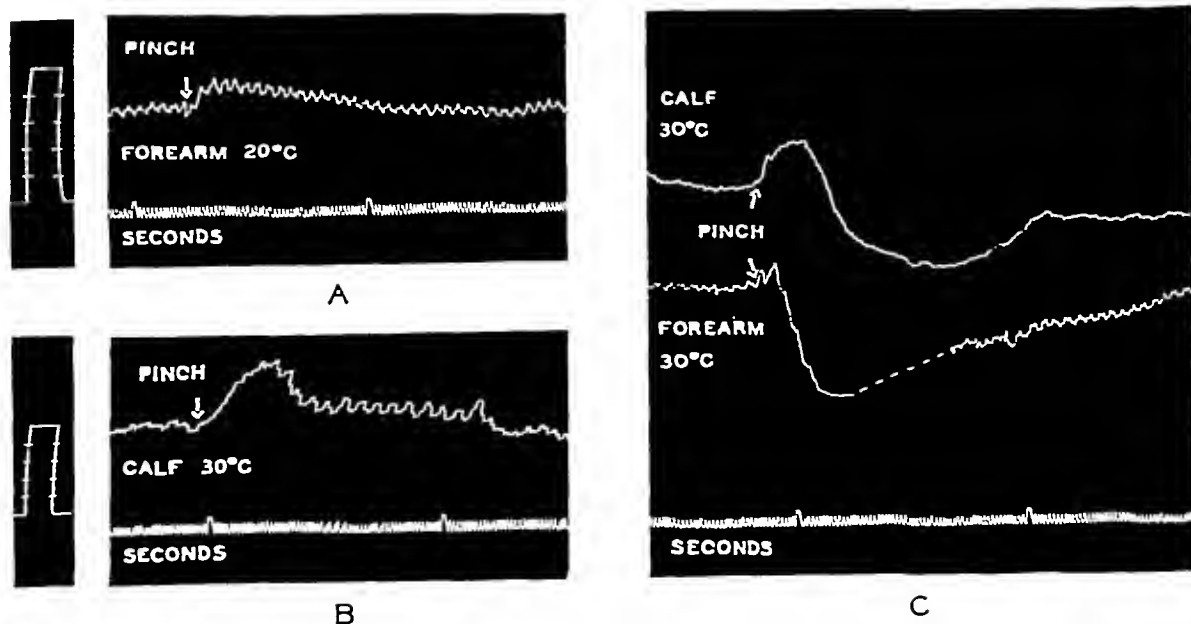 PINCH
FOREARM 20°C
SECONDS
A
PINCH
CALF 30°C
SECONDS
B
CALF
30°C
PINCH
FOREARM
30°C
SECONDS
C